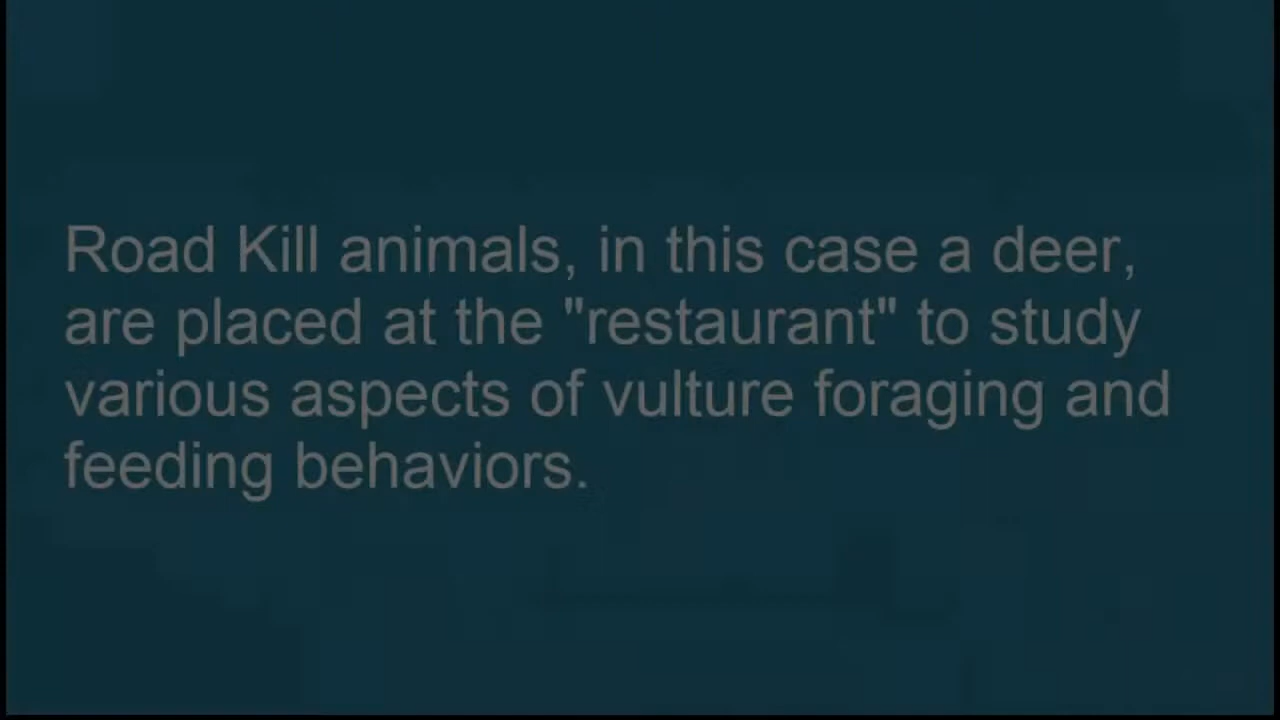 Road Kill animals, in this case a deer,
are placed at the "restaurant" to study
various aspects of vulture foraging and
feeding behaviors.